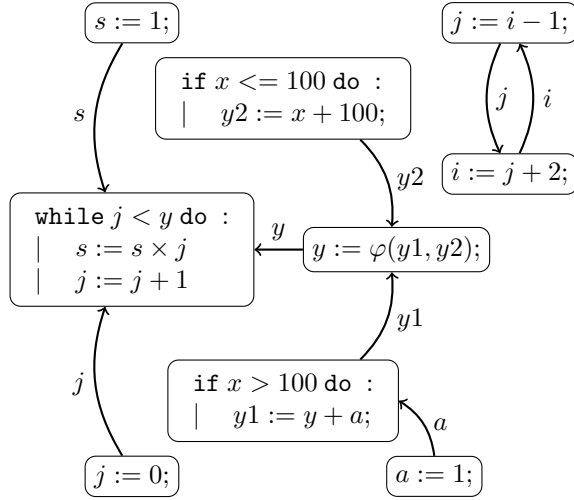 s := 1;
j := i − 1;
if x <= 100 do :
| y2 := x + 100;
s
j
i
y2
i := j + 2;
while j < y do :
| s := s × j
| j := j + 1
y
y := φ(y1, y2);
y1
j
if x > 100 do :
| y1 := y + a;
a
j := 0;
a := 1;